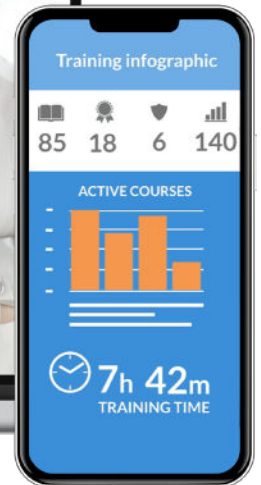 Training infographic
85 18 6 140
ACTIVE COURSES
7h 42m
TRAINING TIME